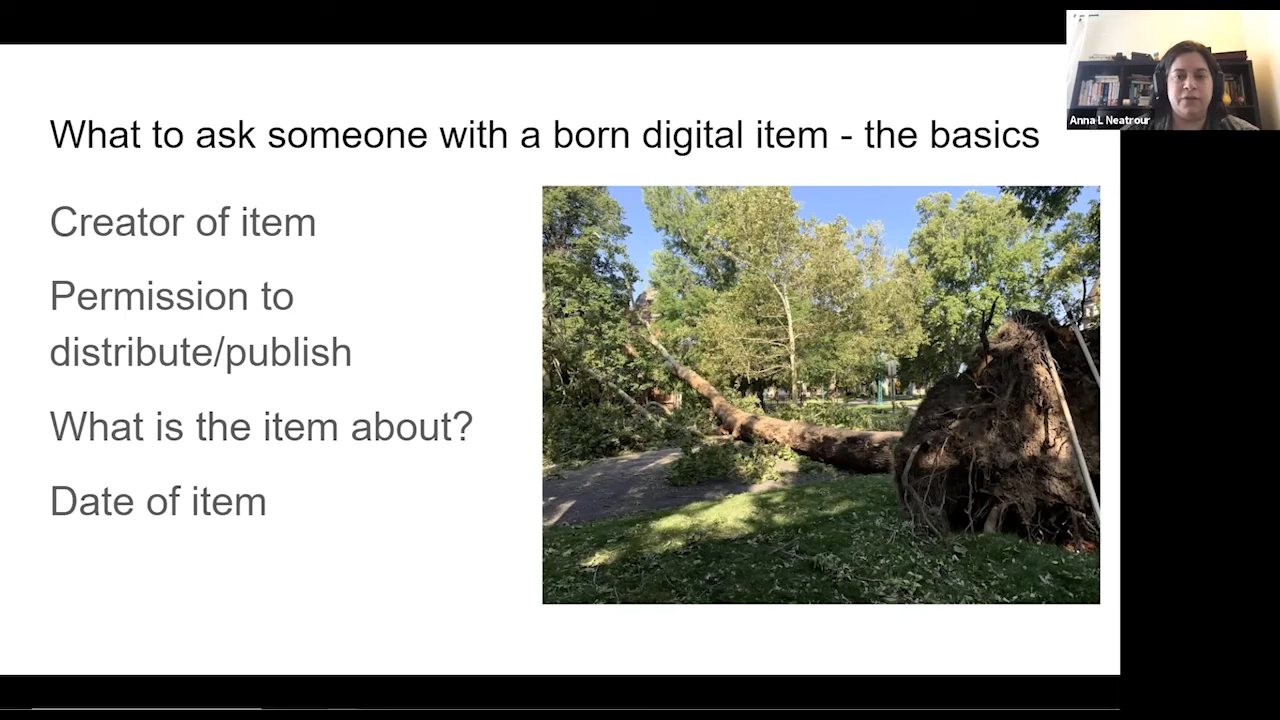 What to ask someone with a born digital item - the basics
Creator of item
Permission to
distribute/publish
What is the item about?
Date of item
Anna L Neatrour